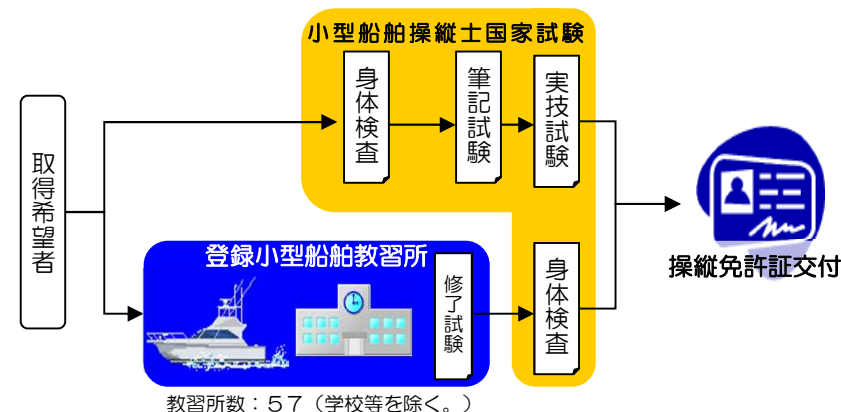 小型船舶操縦士国家試験
身体検査
筆記試験
実技試験
取得希望者
操縦免許証交付
登録小型船舶教習所
修了試験
身体検査
教習所数：５７（学校等を除く。）